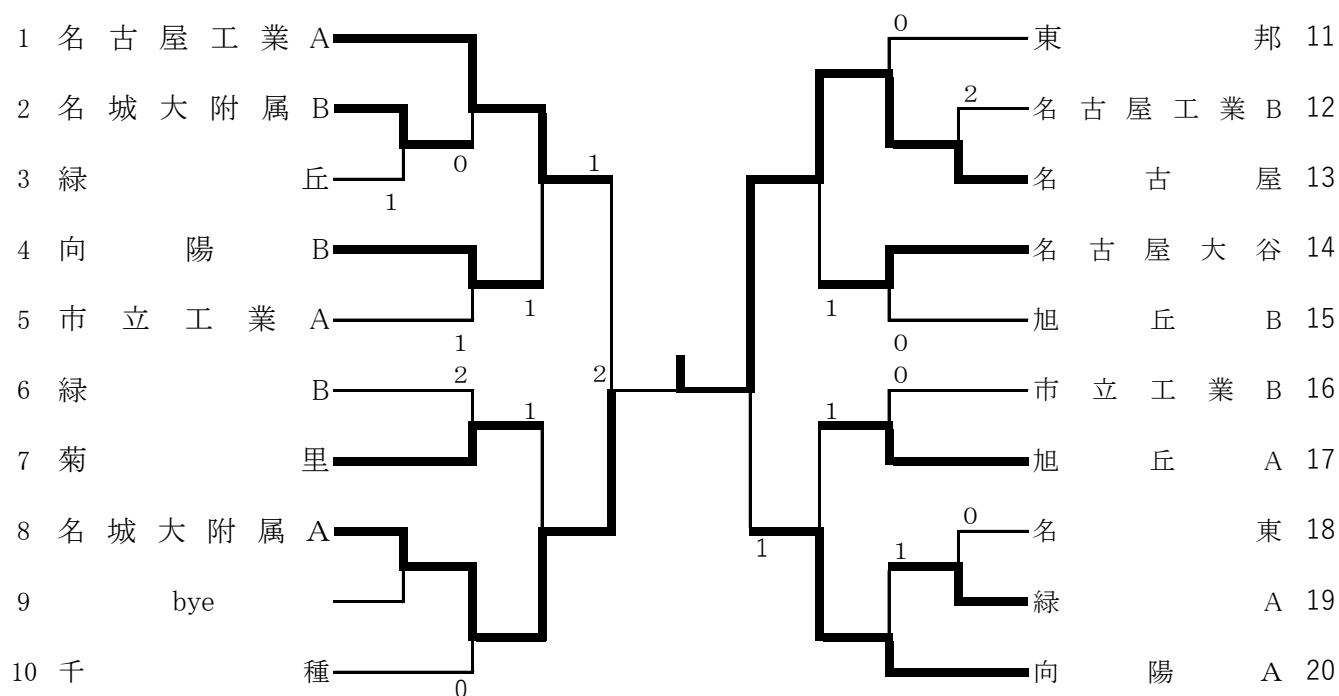 1 名古屋工業A
2 名城大附属B
3 緑丘
4 向陽B
5 市立工業A
6 緑B
7 菊里
8 名城大附属A
9 bye
10 千種
1
0
1
1
1
2
1
2
0
東邦 11
名古屋工業B 12
名古屋 13
名古屋大谷 14
旭丘B 15
市立工業B 16
旭丘A 17
名東 18
緑A 19
向陽A 20
0
2
1
0
0
1
0
1
1